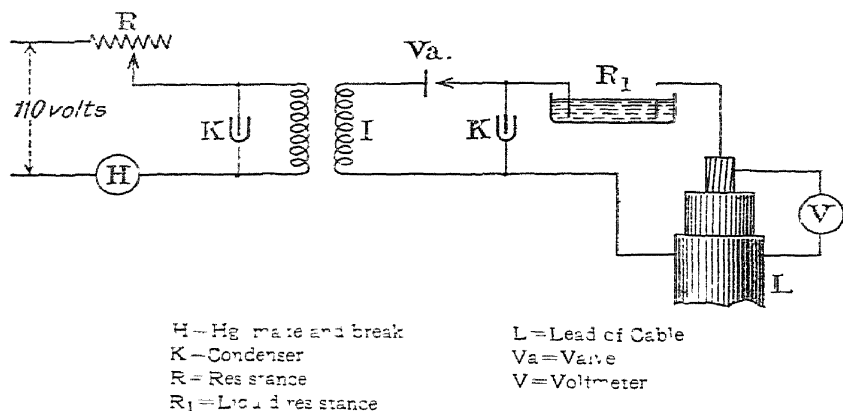 R
Va.
R₁
110 volts
K
I
K
H
V
L
H—Hg make and break
K—Condenser
R=Resistance
R₁=Liquid resistance
L=Lead of Cable
Va=Valve
V=Voltmeter